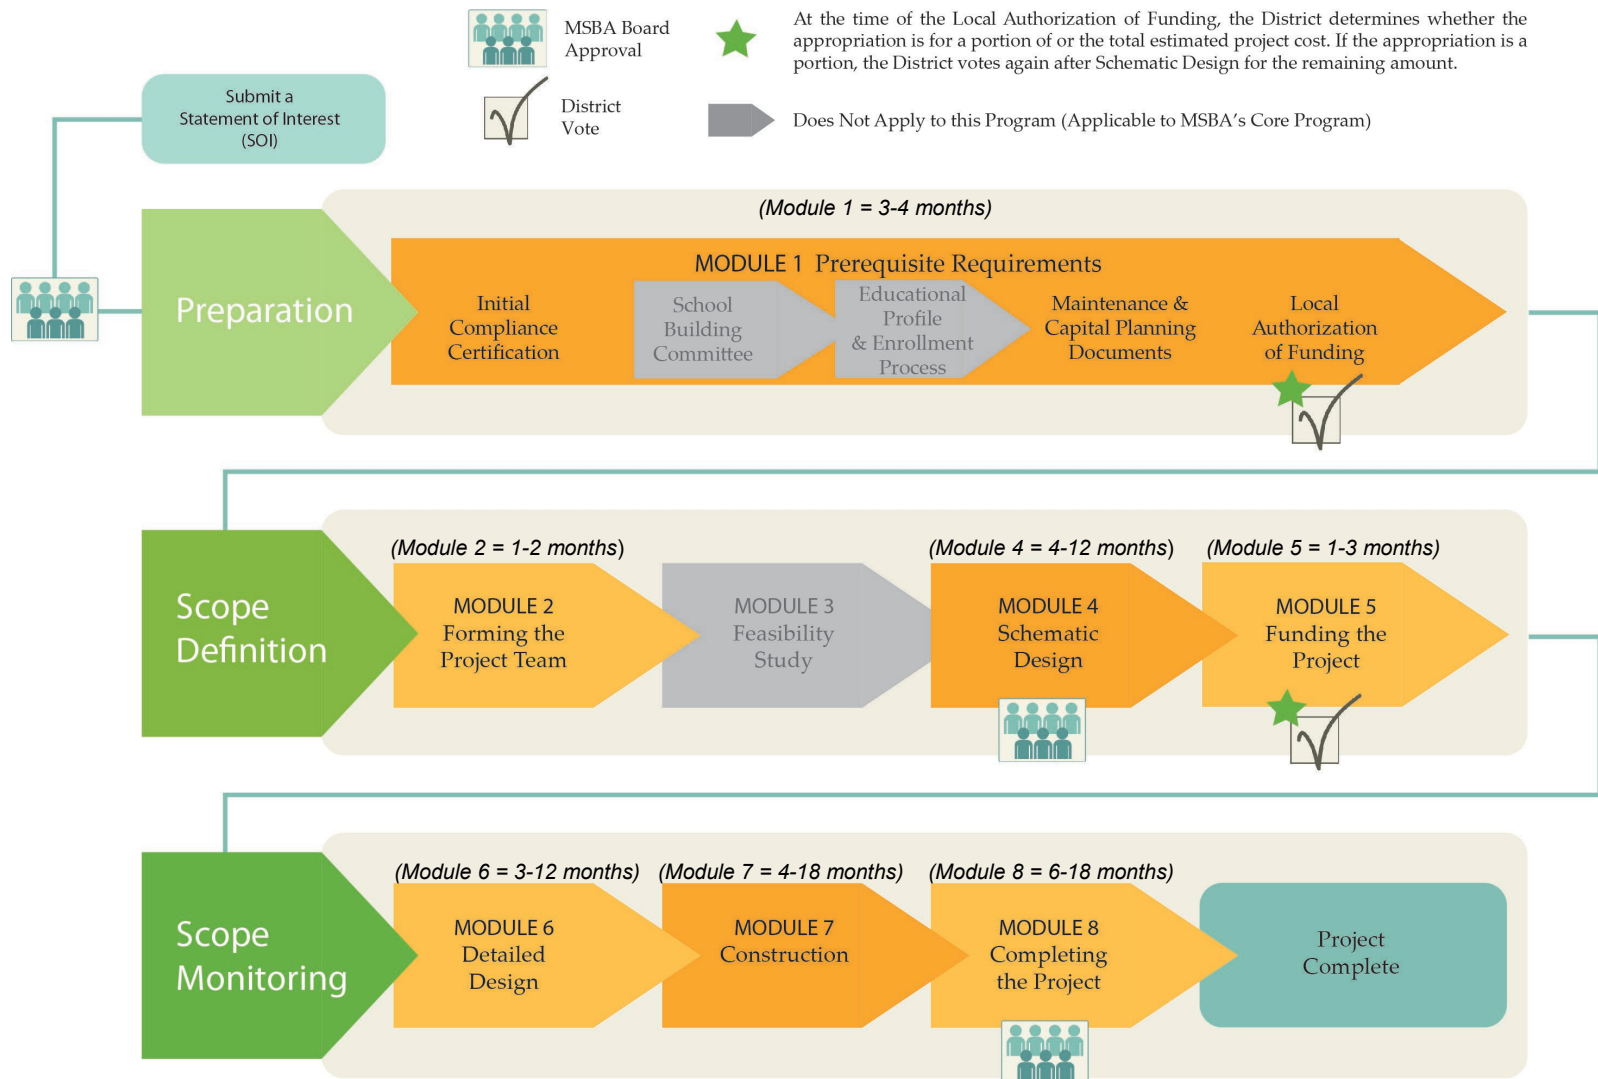 MSBA Board
Approval
At the time of the Local Authorization of Funding, the District determines whether the
appropriation is for a portion of or the total estimated project cost. If the appropriation is a
portion, the District votes again after Schematic Design for the remaining amount.
District
Vote
Does Not Apply to this Program (Applicable to MSBA's Core Program)
Submit a
Statement of Interest
(SOI)
Preparation
(Module 1 = 3-4 months)
MODULE 1 Prerequisite Requirements
Initial
Compliance
Certification
School
Building
Committee
Educational
Profile
& Enrollment
Process
Maintenance &
Capital Planning
Documents
Local
Authorization
of Funding
Scope
Definition
(Module 2 = 1-2 months)
MODULE 2
Forming the
Project Team
MODULE 3
Feasibility
Study
(Module 4 = 4-12 months)
MODULE 4
Schematic
Design
(Module 5 = 1-3 months)
MODULE 5
Funding the
Project
Scope
Monitoring
(Module 6 = 3-12 months)
MODULE 6
Detailed
Design
(Module 7 = 4-18 months)
MODULE 7
Construction
(Module 8 = 6-18 months)
MODULE 8
Completing
the Project
Project
Complete